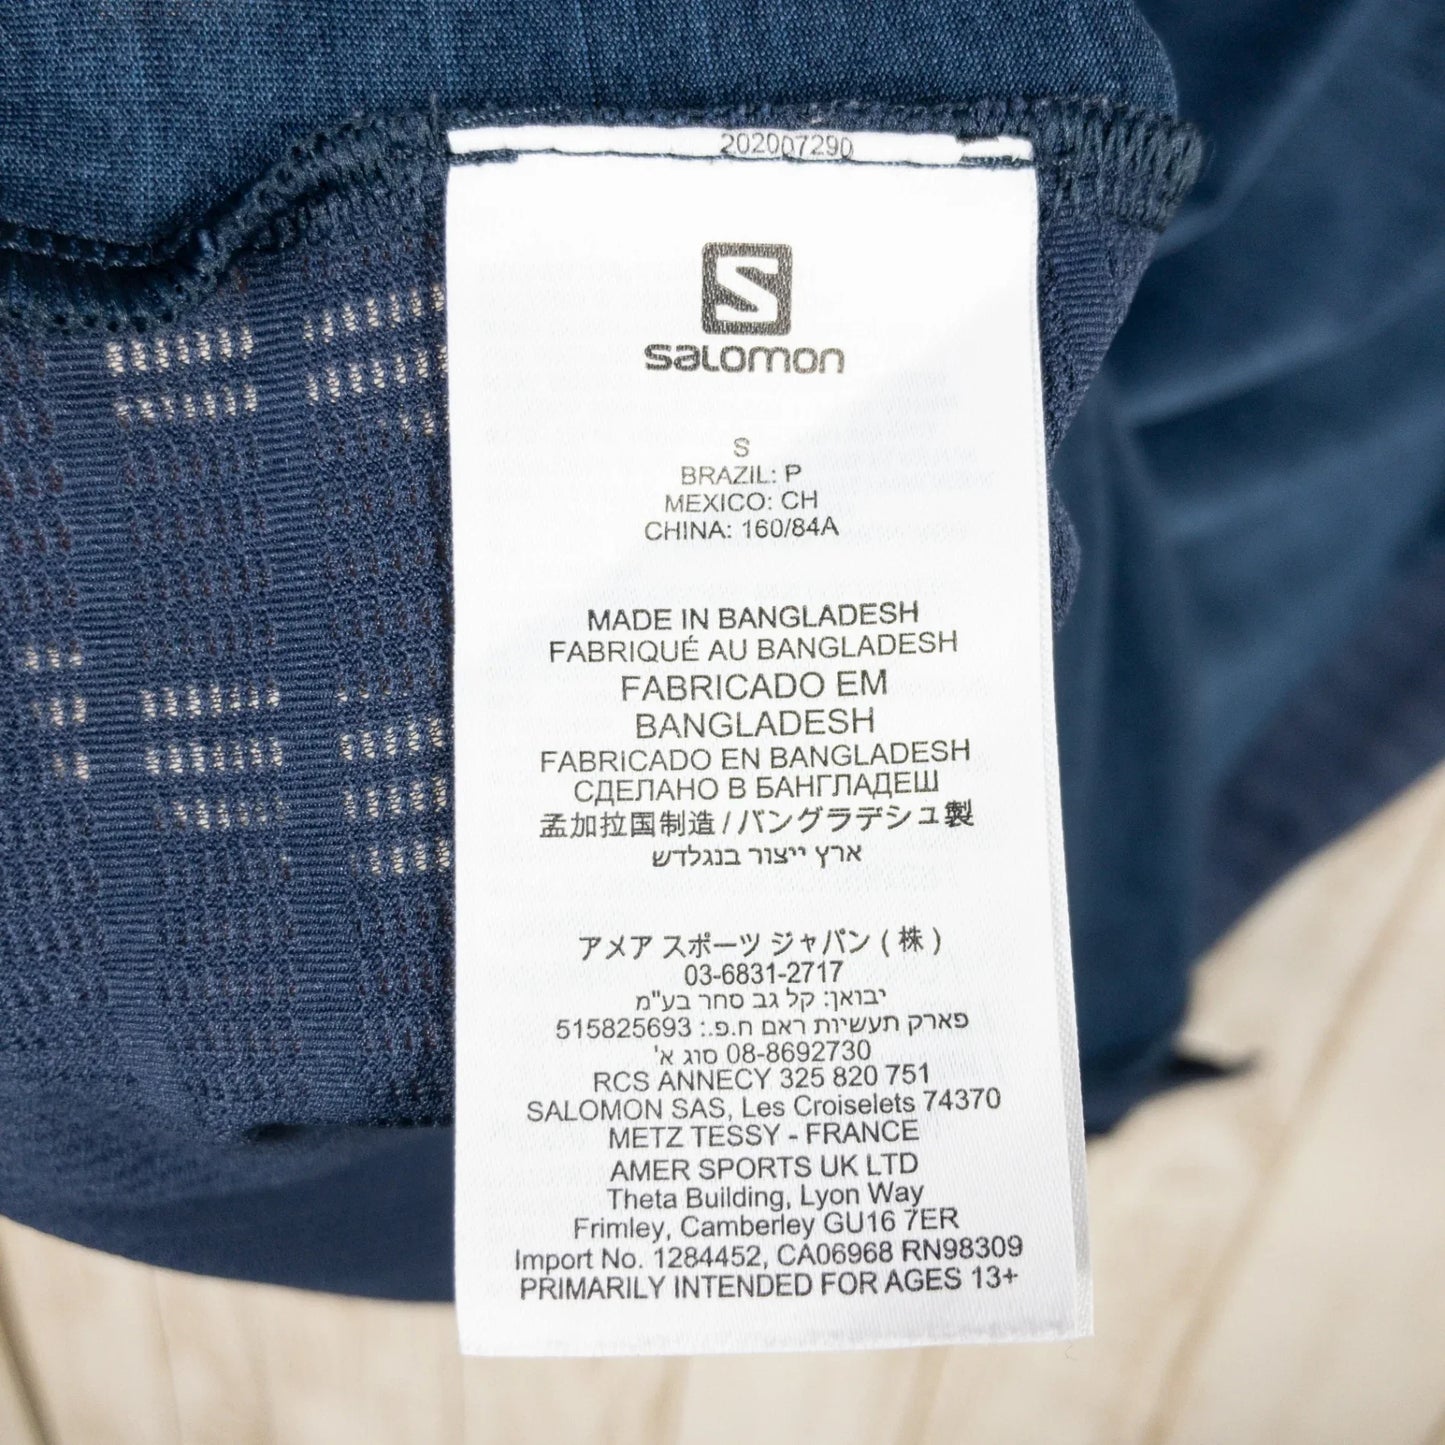 202007290
S
SALOMON
S
BRAZIL: P
MEXICO: CH
CHINA: 160/84A
MADE IN BANGLADESH
FABRIQUÉ AU BANGLADESH
FABRICADO EM
BANGLADESH
FABRICADO EN BANGLADESH
СДЕЛАНО В БАНГЛАДЕШ
孟加拉国制造 / バングラデシュ製
ארץ ייצור בנגלדש
アメア スポーツ ジャパン ( 株 )
03-6831-2717
יבואן: קל גב סחר בע"מ
פארק תעשיות ראם ח.פ.: 515825693
08-8692730 סוג א'
RCS ANNECY 325 820 751
SALOMON SAS, Les Croiselets 74370
METZ TESSY - FRANCE
AMER SPORTS UK LTD
Theta Building, Lyon Way
Frimley, Camberley GU16 7ER
Import No. 1284452, CA06968 RN98309
PRIMARILY INTENDED FOR AGES 13+